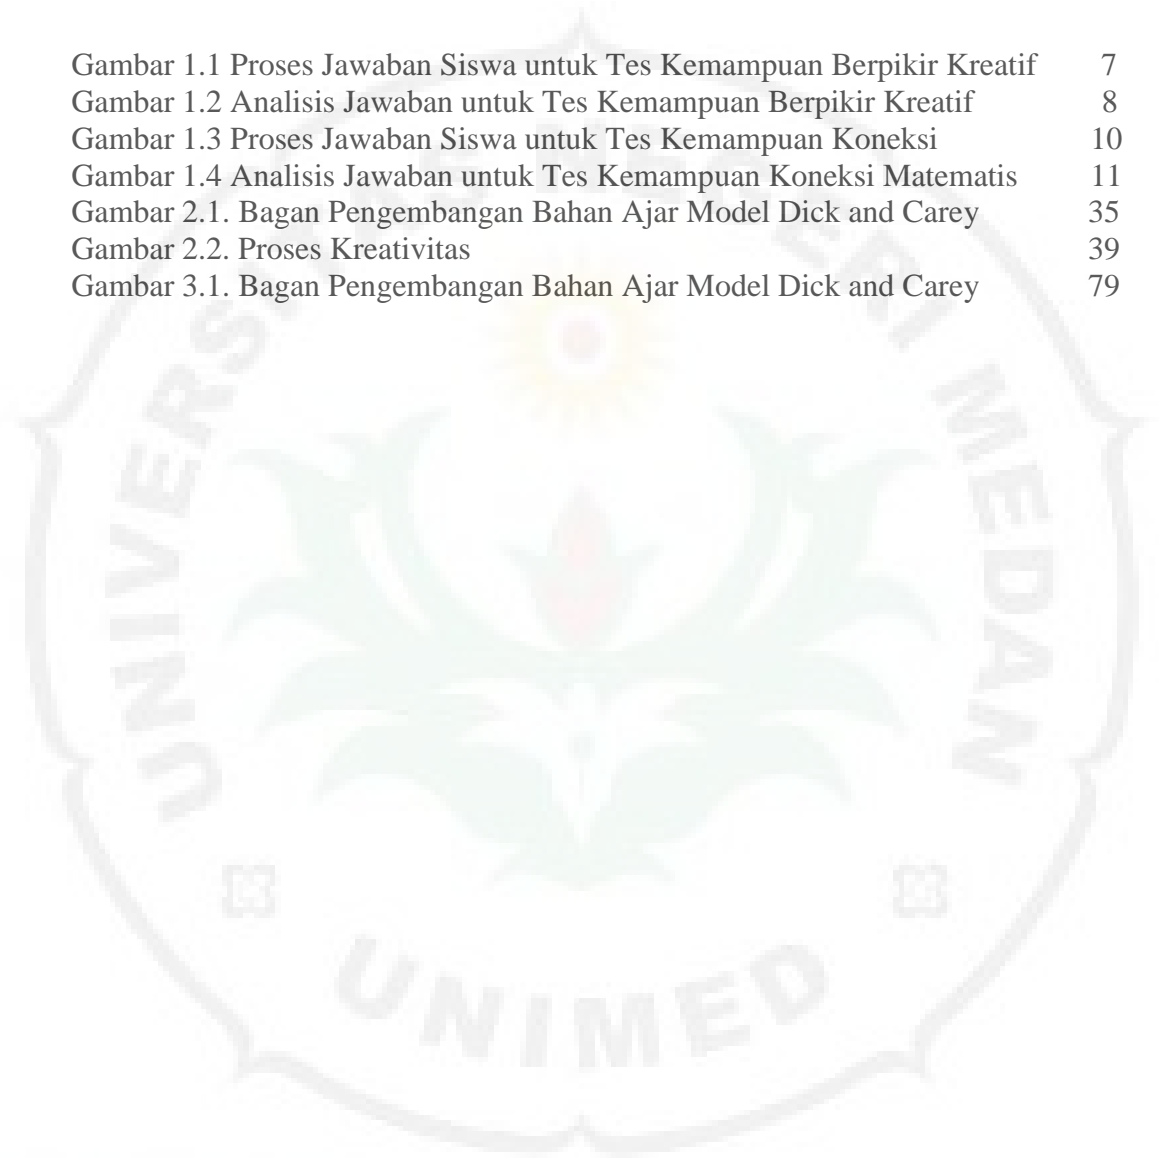 Gambar 1.1 Proses Jawaban Siswa untuk Tes Kemampuan Berpikir Kreatif 7
Gambar 1.2 Analisis Jawaban untuk Tes Kemampuan Berpikir Kreatif 8
Gambar 1.3 Proses Jawaban Siswa untuk Tes Kemampuan Koneksi 10
Gambar 1.4 Analisis Jawaban untuk Tes Kemampuan Koneksi Matematis 11
Gambar 2.1. Bagan Pengembangan Bahan Ajar Model Dick and Carey 35
Gambar 2.2. Proses Kreativitas 39
Gambar 3.1. Bagan Pengembangan Bahan Ajar Model Dick and Carey 79
UNIVERSITAS NEGERI MEDAN
UNIMED